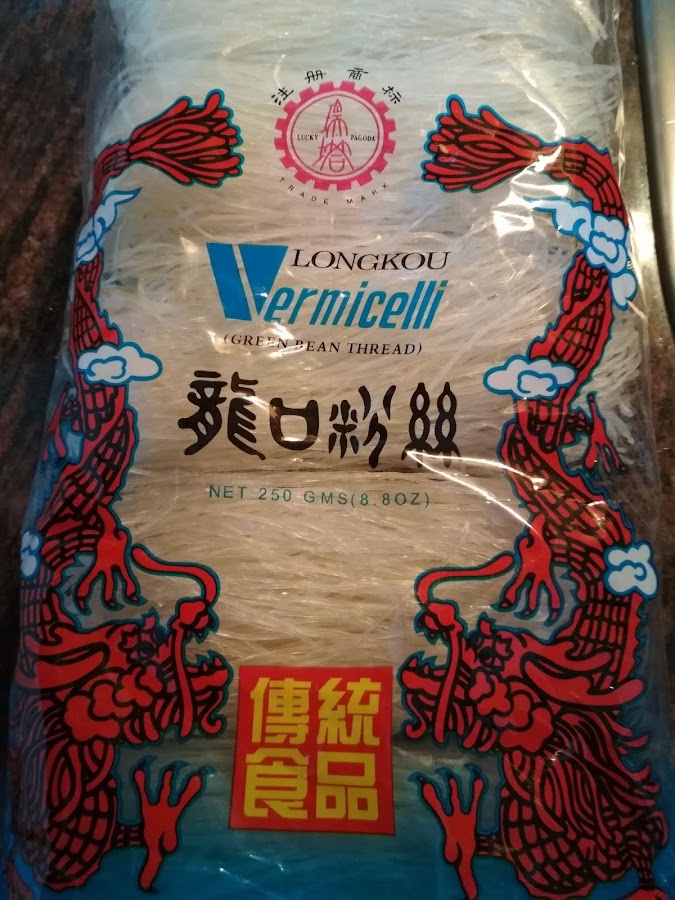 注册商标
LUCKY PAGODA
TRADE MARK
LONGKOU
Vermicelli
(GREEN BEAN THREAD)
龍口粉絲
NET 250 GMS(8.8OZ)
傳統
食品